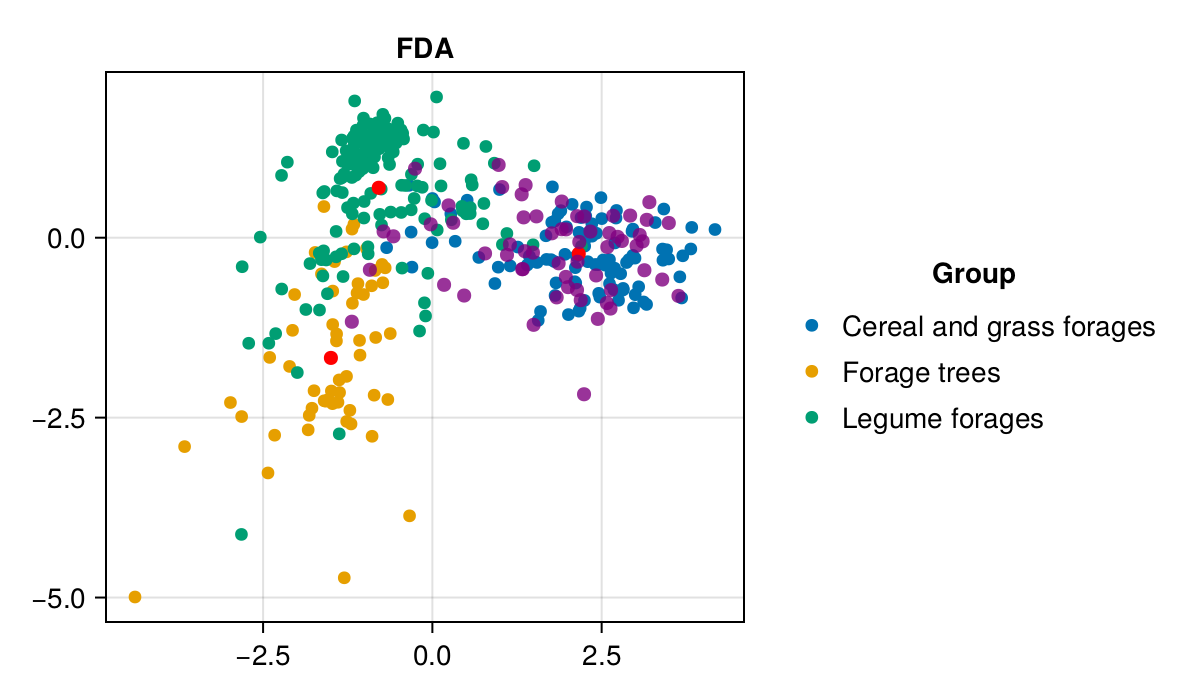 FDA
0.0
−2.5
−5.0
−2.5
0.0
2.5
Group
Cereal and grass forages
Forage trees
Legume forages